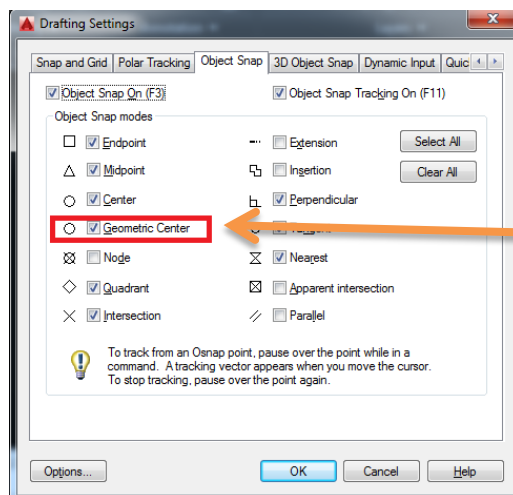 Drafting Settings
Snap and Grid Polar Tracking Object Snap 3D Object Snap Dynamic Input Quic
Object Snap On (F3) Object Snap Tracking On (F11)
Object Snap modes
Endpoint Extension Select All
Midpoint Insertion Clear All
Center Perpendicular
Geometric Center
Node Nearest
Quadrant Apparent intersection
Intersection Parallel
To track from an Osnap point, pause over the point while in a
command. A tracking vector appears when you move the cursor.
To stop tracking, pause over the point again.
Options... OK Cancel Help